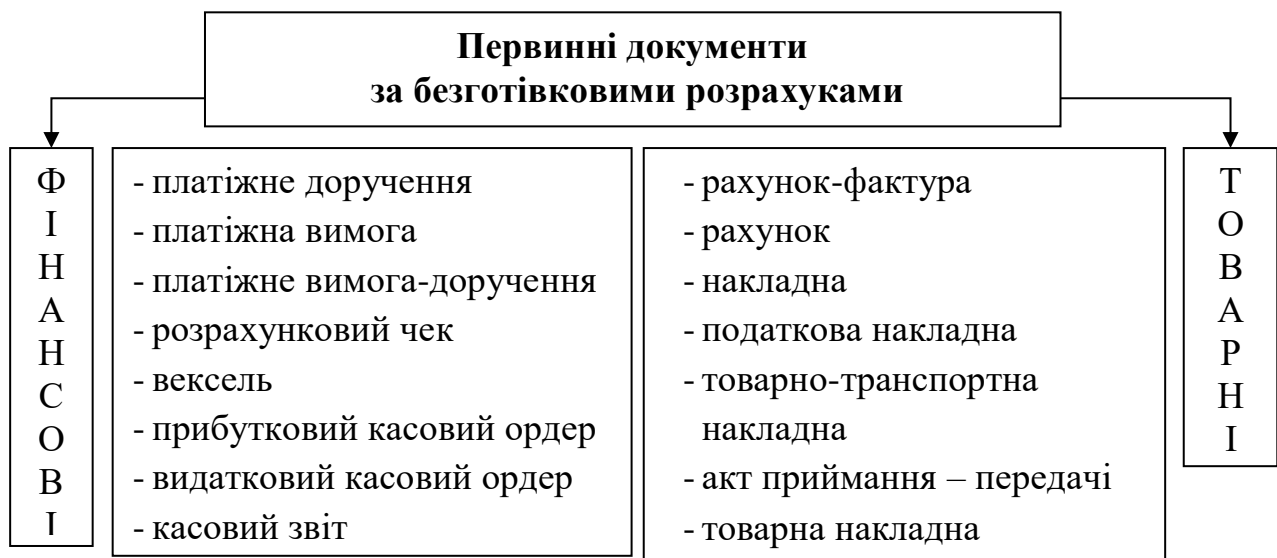 Первинні документи
за безготівковими розрахуками
Ф
І
Н
А
Н
С
О
В
І
- платіжне доручення
- платіжна вимога
- платіжне вимога-доручення
- розрахунковий чек
- вексель
- прибутковий касовий ордер
- видатковий касовий ордер
- касовий звіт
- рахунок-фактура
- рахунок
- накладна
- податкова накладна
- товарно-транспортна
накладна
- акт приймання – передачі
- товарна накладна
Т
О
В
А
Р
Н
І